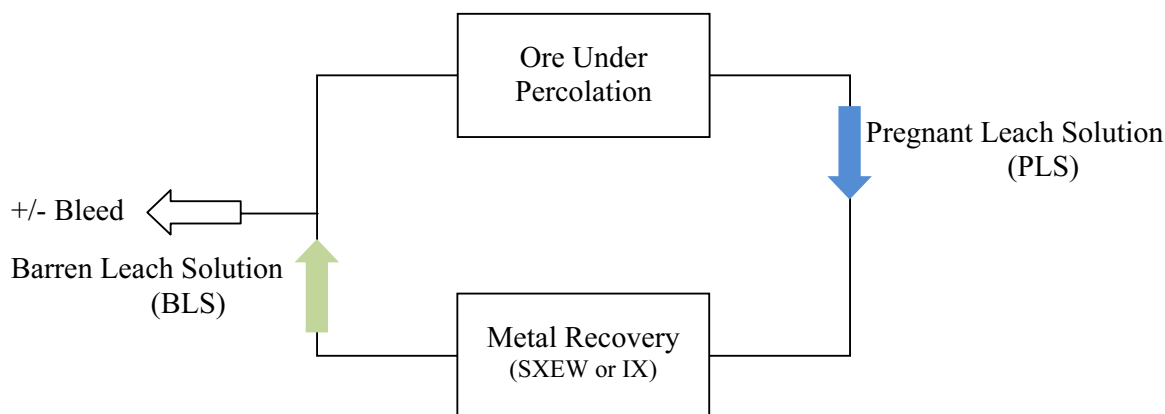 Ore Under
Percolation
Pregnant Leach Solution
(PLS)
+/- Bleed
Barren Leach Solution
(BLS)
Metal Recovery
(SXEW or IX)